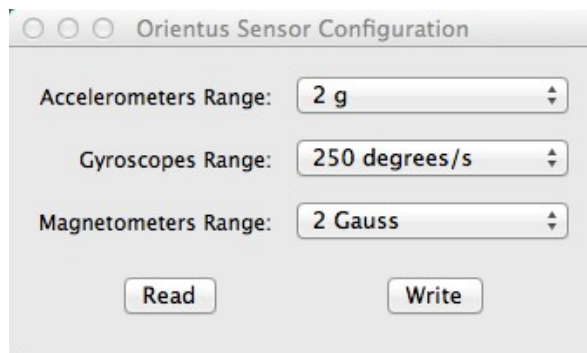 Orientus Sensor Configuration
Accelerometers Range: 2 g
Gyroscopes Range: 250 degrees/s
Magnetometers Range: 2 Gauss
Read Write